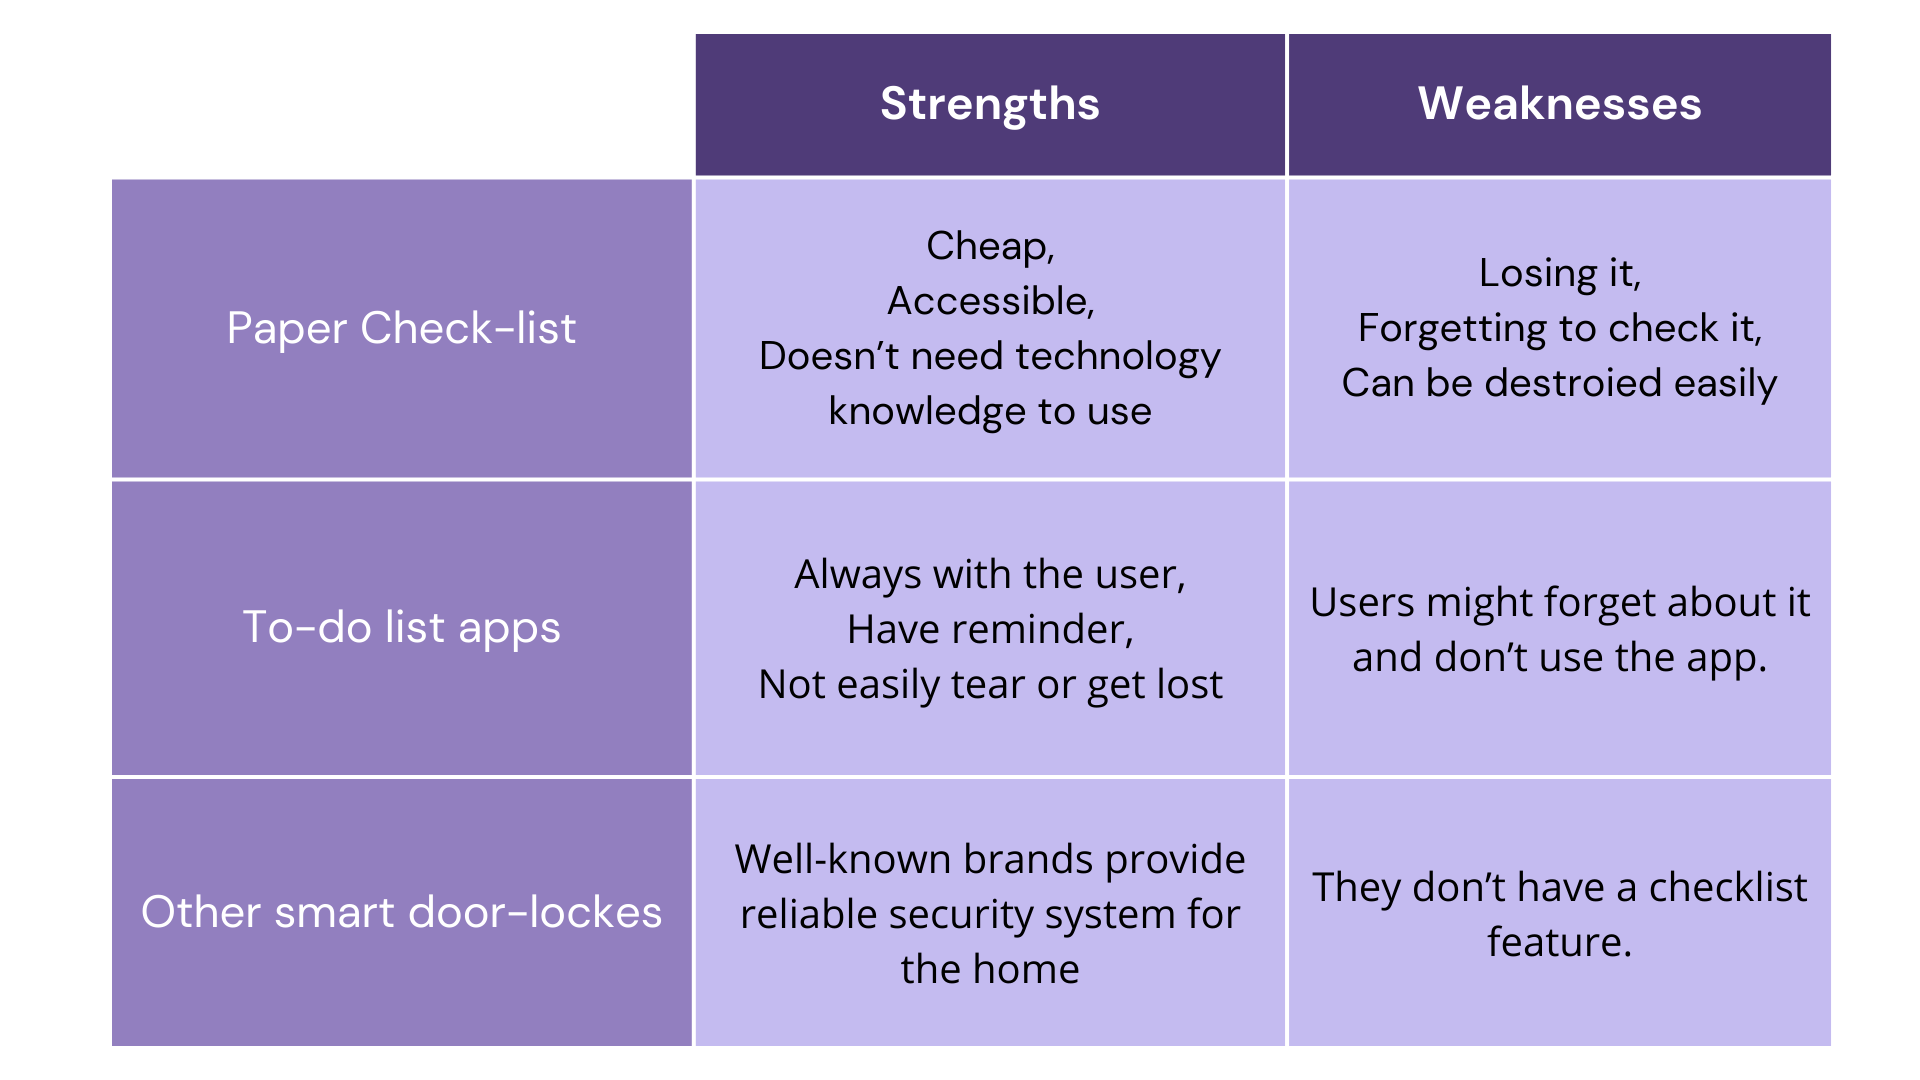 Strengths
Weaknesses
Paper Check-list
Cheap,
Accessible,
Doesn’t need technology
knowledge to use
Losing it,
Forgetting to check it,
Can be destroied easily
To-do list apps
Always with the user,
Have reminder,
Not easily tear or get lost
Users might forget about it
and don’t use the app.
Other smart door-lockes
Well-known brands provide
reliable security system for
the home
They don’t have a checklist
feature.